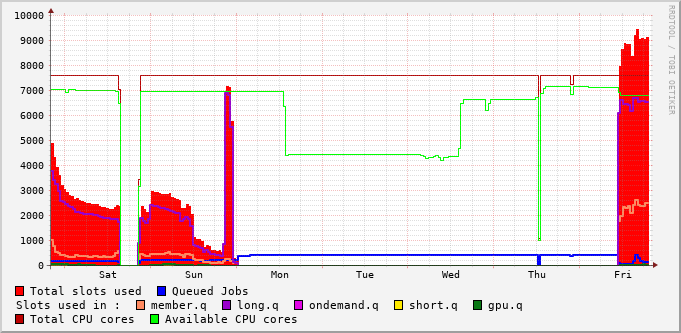 10000
9000
8000
7000
6000
5000
4000
3000
2000
1000
0
Sat Sun Mon Tue Wed Thu Fri
RRDTOOL / TOBI OETIKER
Total slots used Queued Jobs
Slots used in : member.q long.q ondemand.q short.q gpu.q
Total CPU cores Available CPU cores